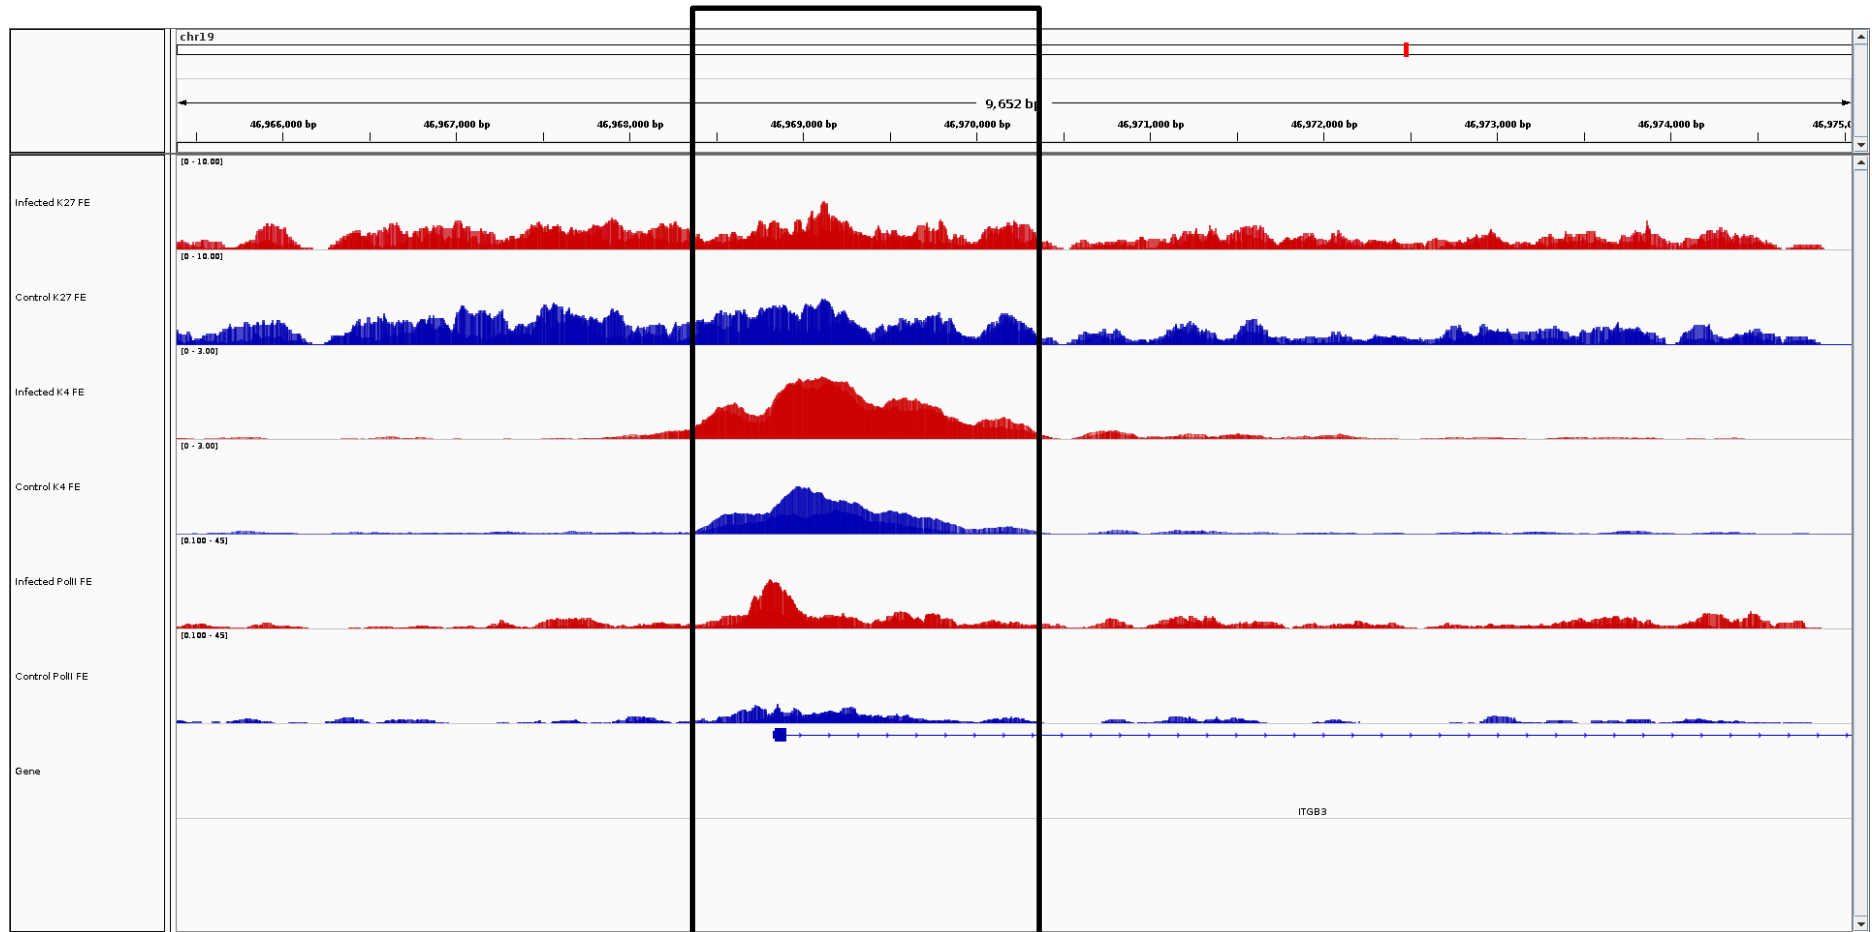 chr19
9,652 bp
46,966,000 bp 46,967,000 bp 46,968,000 bp 46,969,000 bp 46,970,000 bp 46,971,000 bp 46,972,000 bp 46,973,000 bp 46,974,000 bp 46,975,0
[0 - 10.00]
Infected K27 FE
[0 - 10.00]
Control K27 FE
[0 - 3.00]
Infected K4 FE
[0 - 3.00]
Control K4 FE
[0.100 - 45]
Infected PolII FE
[0.100 - 45]
Control PolII FE
Gene
ITGB3